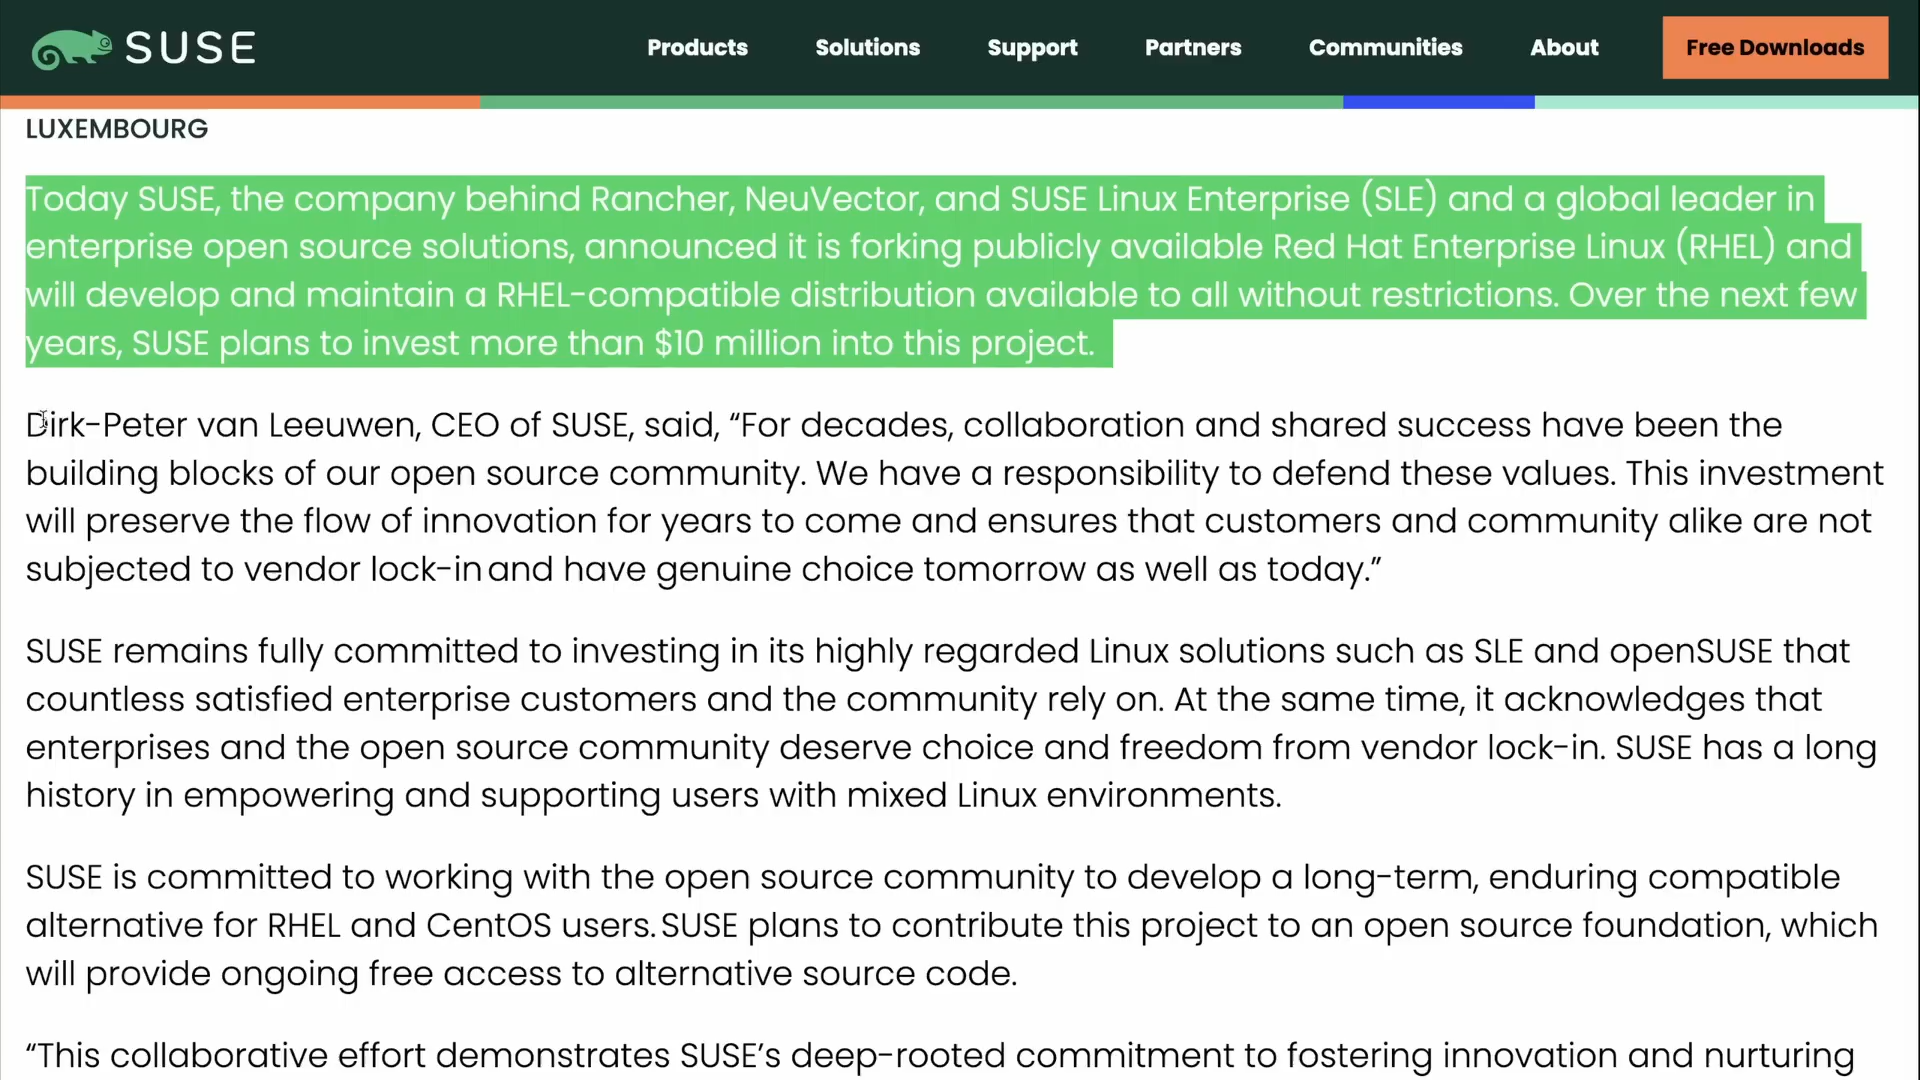 SUSE
Products
Solutions
Support
Partners
Communities
About
Free Downloads
LUXEMBOURG
Today SUSE, the company behind Rancher, NeuVector, and SUSE Linux Enterprise (SLE) and a global leader in
enterprise open source solutions, announced it is forking publicly available Red Hat Enterprise Linux (RHEL) and
will develop and maintain a RHEL-compatible distribution available to all without restrictions. Over the next few
years, SUSE plans to invest more than $10 million into this project.
Dirk-Peter van Leeuwen, CEO of SUSE, said, “For decades, collaboration and shared success have been the
building blocks of our open source community. We have a responsibility to defend these values. This investment
will preserve the flow of innovation for years to come and ensures that customers and community alike are not
subjected to vendor lock-in and have genuine choice tomorrow as well as today.”
SUSE remains fully committed to investing in its highly regarded Linux solutions such as SLE and openSUSE that
countless satisfied enterprise customers and the community rely on. At the same time, it acknowledges that
enterprises and the open source community deserve choice and freedom from vendor lock-in. SUSE has a long
history in empowering and supporting users with mixed Linux environments.
SUSE is committed to working with the open source community to develop a long-term, enduring compatible
alternative for RHEL and CentOS users. SUSE plans to contribute this project to an open source foundation, which
will provide ongoing free access to alternative source code.
“This collaborative effort demonstrates SUSE’s deep-rooted commitment to fostering innovation and nurturing